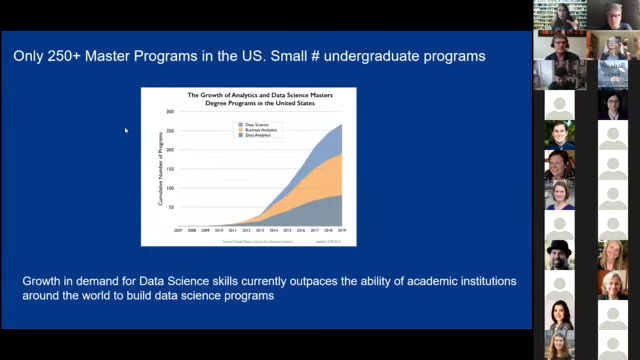 Only 250+ Master Programs in the US. Small # undergraduate programs
The Growth of Analytics and Data Science Masters
Degree Programs in the United States
Data Science
Business Analytics
Data Analytics
Cumulative Number of Programs
300
250
200
150
100
50
2007 2008 2009 2010 2011 2012 2013 2014 2015 2016 2017 2018 2019
Growth in demand for Data Science skills currently outpaces the ability of academic institutions
around the world to build data science programs